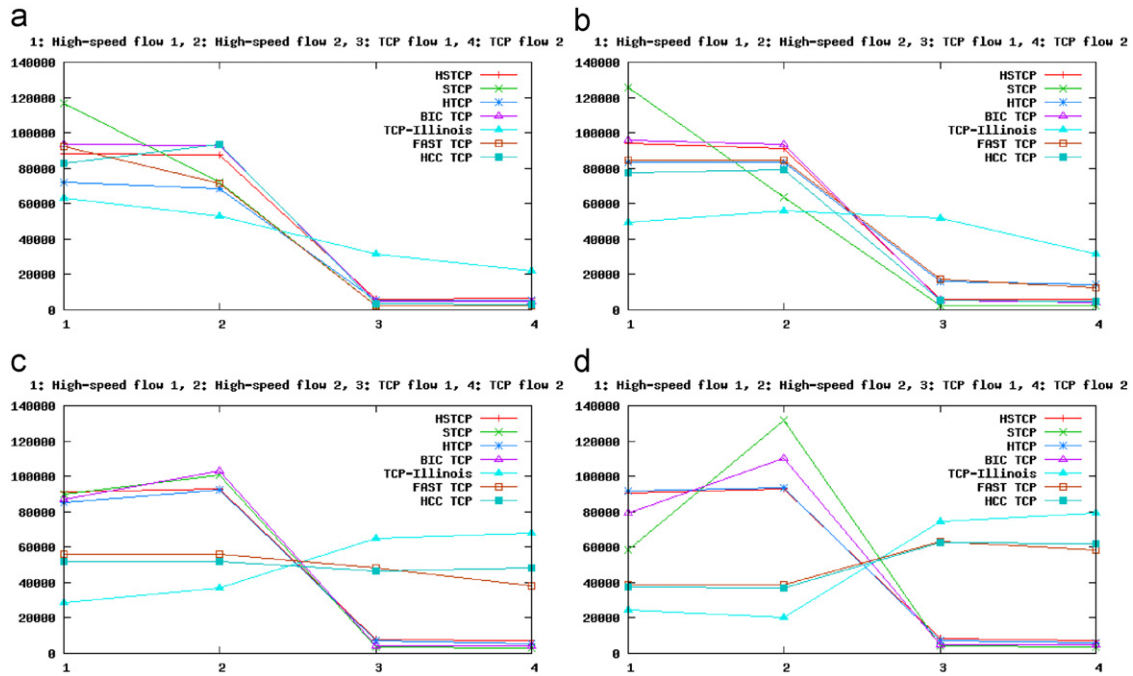 a
1: High-speed flow 1, 2: High-speed flow 2, 3: TCP flow 1, 4: TCP flow 2
140000
120000
100000
80000
60000
40000
20000
0
HSTCP
STCP
HTCP
BIC TCP
TCP-Illinois
FAST TCP
HCC TCP
1 2 3 4
b
1: High-speed flow 1, 2: High-speed flow 2, 3: TCP flow 1, 4: TCP flow 2
140000
120000
100000
80000
60000
40000
20000
0
HSTCP
STCP
HTCP
BIC TCP
TCP-Illinois
FAST TCP
HCC TCP
1 2 3 4
c
1: High-speed flow 1, 2: High-speed flow 2, 3: TCP flow 1, 4: TCP flow 2
140000
120000
100000
80000
60000
40000
20000
0
HSTCP
STCP
HTCP
BIC TCP
TCP-Illinois
FAST TCP
HCC TCP
1 2 3 4
d
1: High-speed flow 1, 2: High-speed flow 2, 3: TCP flow 1, 4: TCP flow 2
140000
120000
100000
80000
60000
40000
20000
0
HSTCP
STCP
HTCP
BIC TCP
TCP-Illinois
FAST TCP
HCC TCP
1 2 3 4